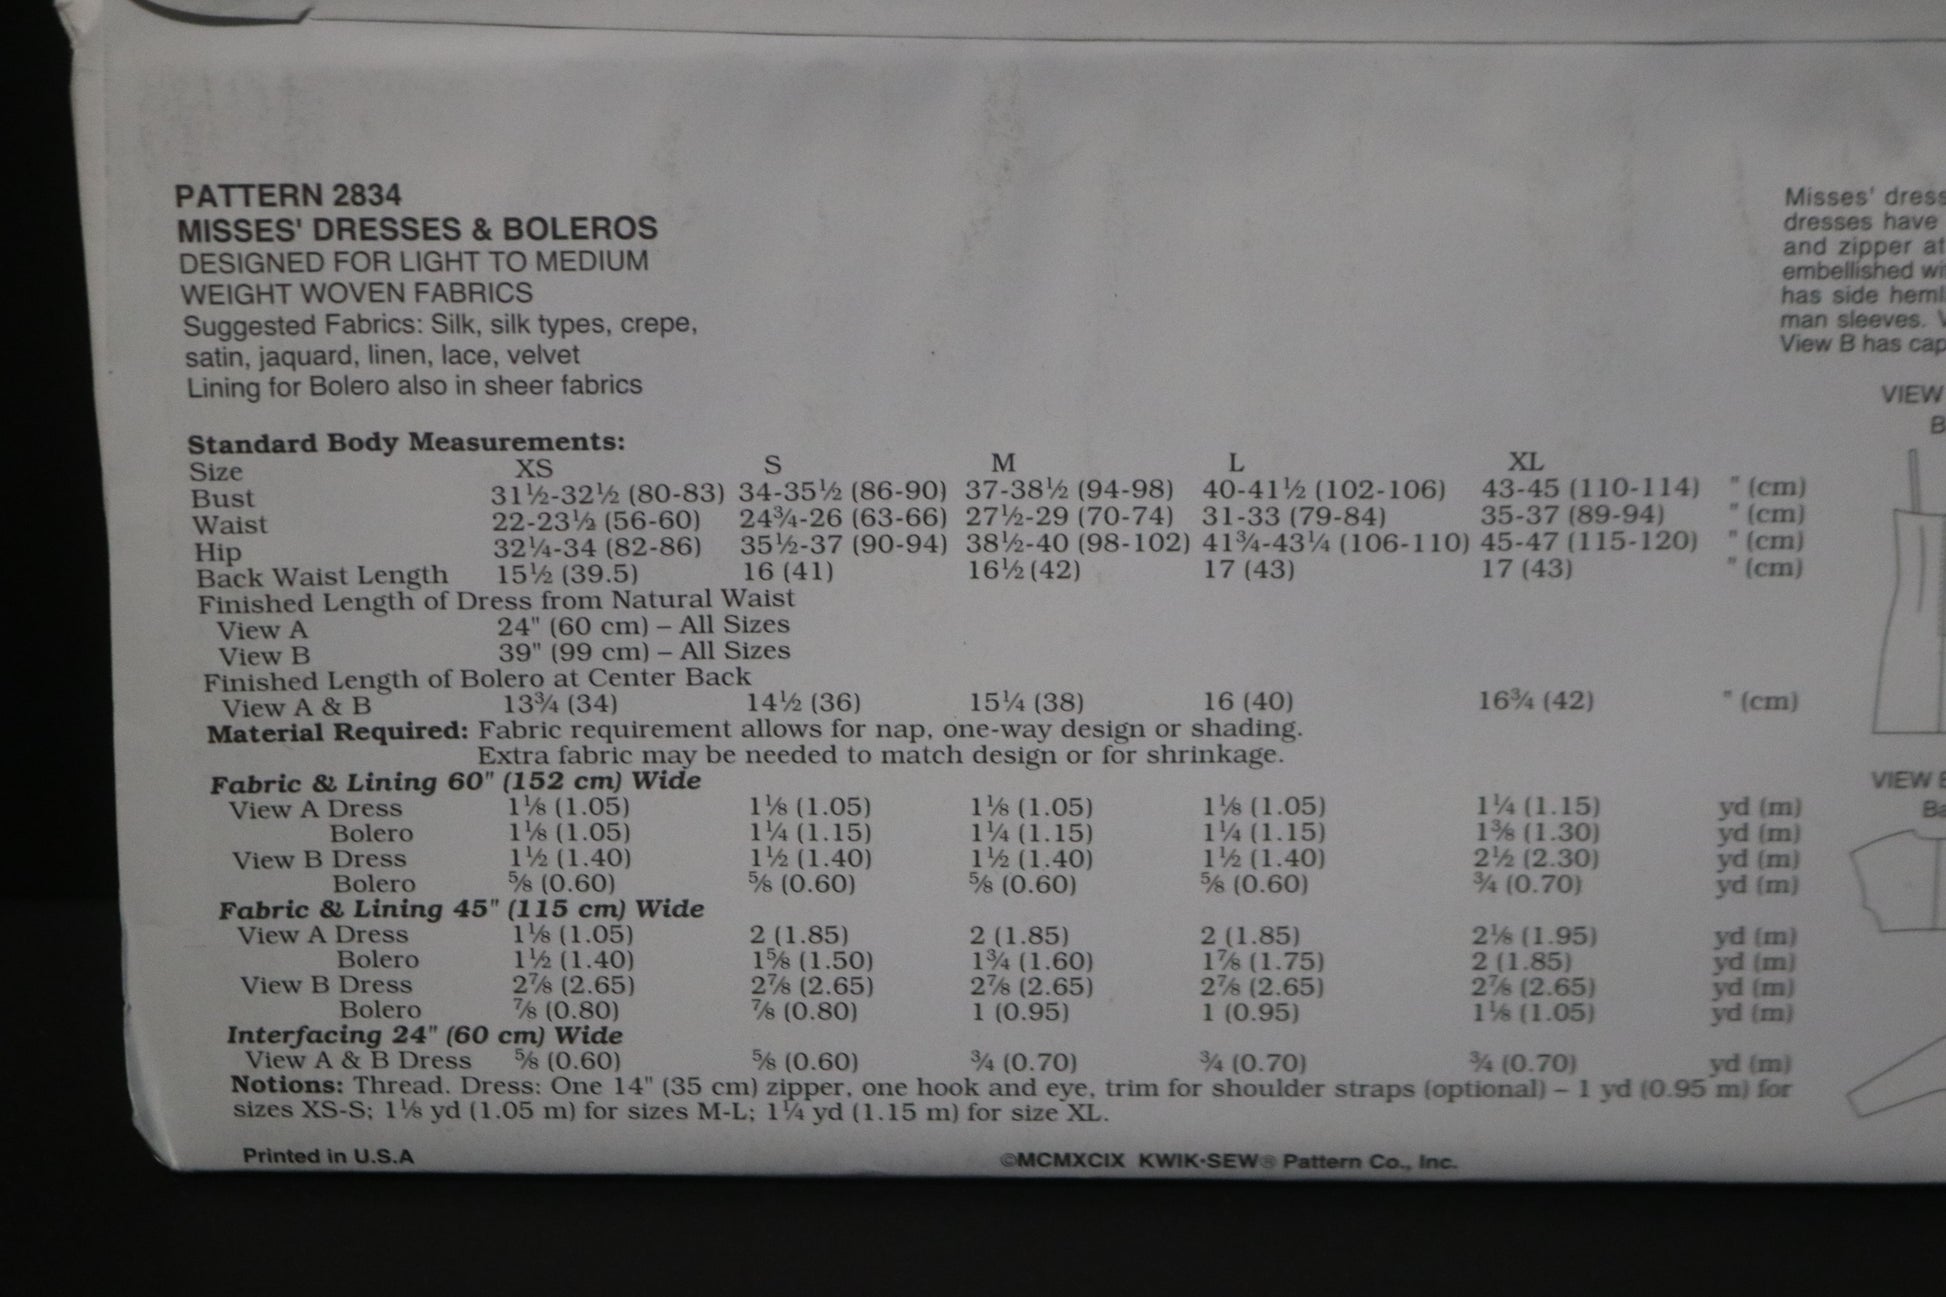 PATTERN 2834
MISSES' DRESSES & BOLEROS
DESIGNED FOR LIGHT TO MEDIUM
WEIGHT WOVEN FABRICS
Suggested Fabrics: Silk, silk types, crepe,
satin, jaquard, linen, lace, velvet
Lining for Bolero also in sheer fabrics
Standard Body Measurements:
Size XS S M L XL
Bust 31½-32½ (80-83) 34-35½ (86-90) 37-38½ (94-98) 40-41½ (102-106) 43-45 (110-114) " (cm)
Waist 22-23½ (56-60) 24¾-26 (63-66) 27½-29 (70-74) 31-33 (79-84) 35-37 (89-94) " (cm)
Hip 32¼-34 (82-86) 35½-37 (90-94) 38½-40 (98-102) 41¾-43¼ (106-110) 45-47 (115-120) " (cm)
Back Waist Length 15½ (39.5) 16 (41) 16½ (42) 17 (43) 17 (43) " (cm)
Finished Length of Dress from Natural Waist
View A 24" (60 cm) – All Sizes
View B 39" (99 cm) – All Sizes
Finished Length of Bolero at Center Back
View A & B 13¾ (34) 14½ (36) 15¼ (38) 16 (40) 16¾ (42) " (cm)
Material Required: Fabric requirement allows for nap, one-way design or shading.
Extra fabric may be needed to match design or for shrinkage.
Fabric & Lining 60" (152 cm) Wide
View A Dress 1⅛ (1.05) 1⅛ (1.05) 1⅛ (1.05) 1⅛ (1.05) 1¼ (1.15) yd (m)
Bolero 1⅛ (1.05) 1¼ (1.15) 1¼ (1.15) 1¼ (1.15) 1⅜ (1.30) yd (m)
View B Dress 1½ (1.40) 1½ (1.40) 1½ (1.40) 1½ (1.40) 2½ (2.30) yd (m)
Bolero ⅝ (0.60) ⅝ (0.60) ⅝ (0.60) ⅝ (0.60) ¾ (0.70) yd (m)
Fabric & Lining 45" (115 cm) Wide
View A Dress 1⅛ (1.05) 2 (1.85) 2 (1.85) 2 (1.85) 2⅛ (1.95) yd (m)
Bolero 1½ (1.40) 1⅝ (1.50) 1¾ (1.60) 1⅞ (1.75) 2 (1.85) yd (m)
View B Dress 2⅞ (2.65) 2⅞ (2.65) 2⅞ (2.65) 2⅞ (2.65) 2⅞ (2.65) yd (m)
Bolero ⅞ (0.80) ⅞ (0.80) 1 (0.95) 1 (0.95) 1⅛ (1.05) yd (m)
Interfacing 24" (60 cm) Wide
View A & B Dress ⅝ (0.60) ⅝ (0.60) ¾ (0.70) ¾ (0.70) ¾ (0.70) yd (m)
Notions: Thread. Dress: One 14" (35 cm) zipper, one hook and eye, trim for shoulder straps (optional) – 1 yd (0.95 m) for
sizes XS-S; 1⅛ yd (1.05 m) for sizes M-L; 1¼ yd (1.15 m) for size XL.
Printed in U.S.A
©MCMXCIX KWIK·SEW® Pattern Co., Inc.
Misses' dress
dresses have
and zipper at
embellished
has side
man sleeves.
View B has cap
VIEW
VIEW